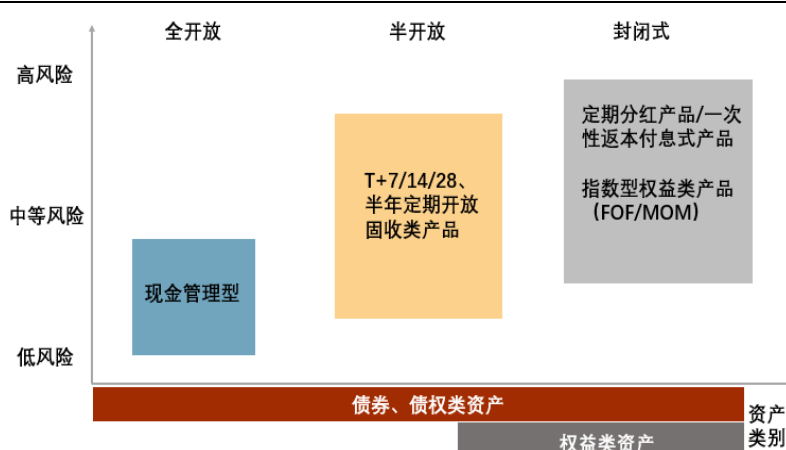 全开放
半开放
封闭式
高风险
中等风险
低风险
现金管理型
T+7/14/28、
半年定期开放
固收类产品
定期分红产品/一次
性返本付息式产品
指数型权益类产品
（FOF/MOM）
债券、债权类资产
权益类资产
资产
类别